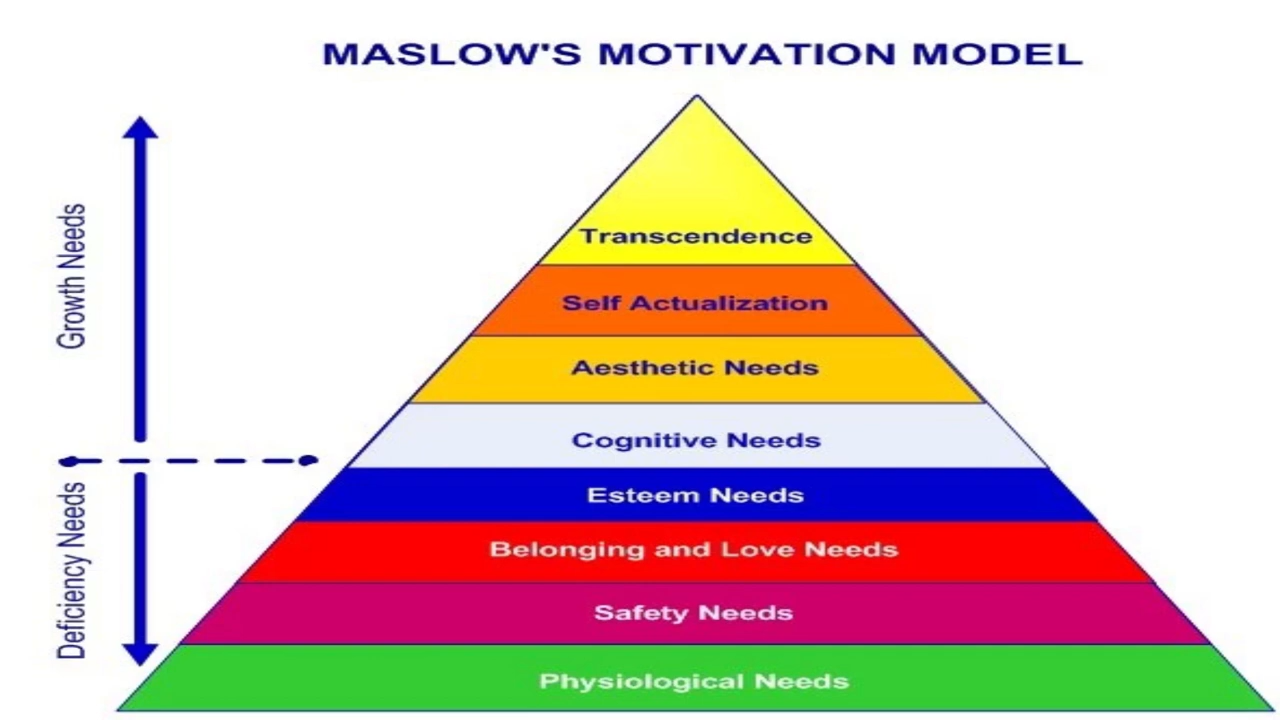 MASLOW'S MOTIVATION MODEL
Growth Needs
Deficiency Needs
Transcendence
Self Actualization
Aesthetic Needs
Cognitive Needs
Esteem Needs
Belonging and Love Needs
Safety Needs
Physiological Needs